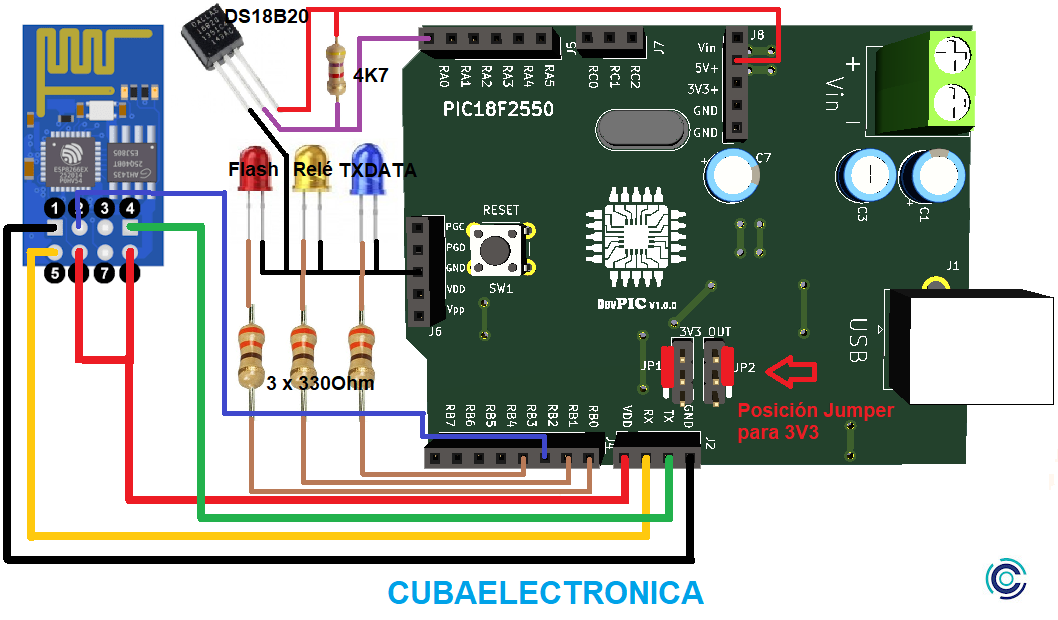 DS18B20
DALLAS
18B20
4K7
Flash
Relé
TXDATA
ESP8266EX
1
2
3
4
5
7
3 x 330Ohm
RA0
RA1
RA2
RA3
RA4
RA5
J5
RC0
RC1
RC2
J7
PIC18F2550
J8
Vin
5V+
3V3+
GND
GND
+
Vin
−
+
C7
C3
+
C1
RESET
SW1
PGC
PGD
GND
VDD
Vpp
J6
DevPIC V1.0.0
3V3 OUT
JP1
JP2
J1
USB
Posición Jumper
para 3V3
RB7
RB6
RB5
RB4
RB3
RB2
RB1
RB0
J4
VDD
RX
TX
GND
J2
CUBAELECTRONICA